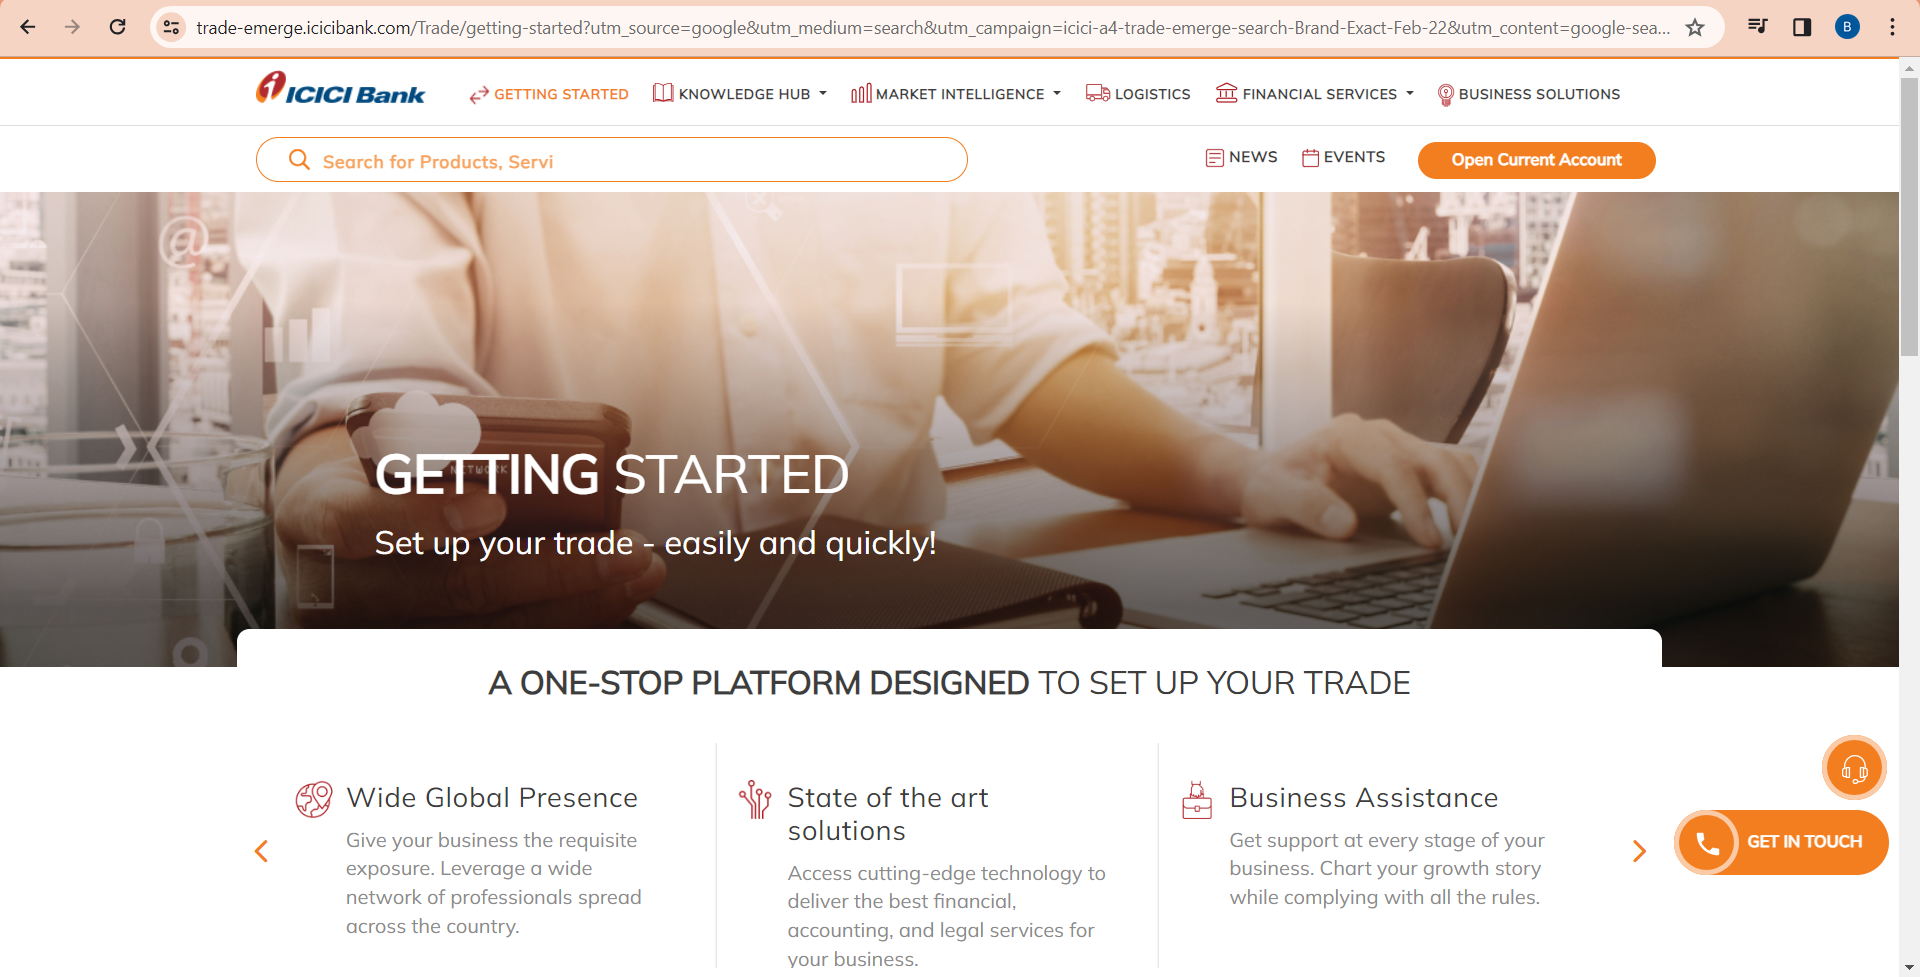 trade-emerge.icicibank.com/Trade/getting-started?utm_source=google&utm_medium=search&utm_campaign=icici-a4-trade-emerge-search-Brand-Exact-Feb-22&utm_content=google-sea...
B
ICICI Bank
GETTING STARTED
KNOWLEDGE HUB
MARKET INTELLIGENCE
LOGISTICS
FINANCIAL SERVICES
BUSINESS SOLUTIONS
Search for Products, Servi
NEWS
EVENTS
Open Current Account
NETWORK
GETTING STARTED
Set up your trade - easily and quickly!
A ONE-STOP PLATFORM DESIGNED TO SET UP YOUR TRADE
Wide Global Presence
Give your business the requisite
exposure. Leverage a wide
network of professionals spread
across the country.
State of the art
solutions
Access cutting-edge technology to
deliver the best financial,
accounting, and legal services for
your business.
Business Assistance
Get support at every stage of your
business. Chart your growth story
while complying with all the rules.
GET IN TOUCH